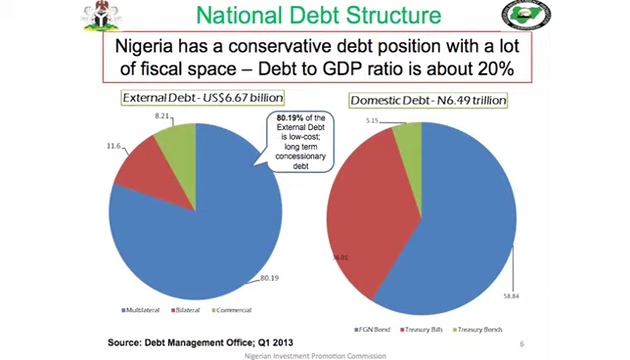 National Debt Structure
Nigeria has a conservative debt position with a lot
of fiscal space – Debt to GDP ratio is about 20%
External Debt - US$6.67 billion
Domestic Debt - N6.49 trillion
8.21
11.6
80.19
80.19% of the
External Debt
is low-cost;
long term
concessionary
debt
5.15
58.84
Multilateral
Bilateral
Commercial
FGN Bond
Treasury Bills
Treasury Bonds
Source: Debt Management Office; Q1 2013
6
Nigerian Investment Promotion Commission